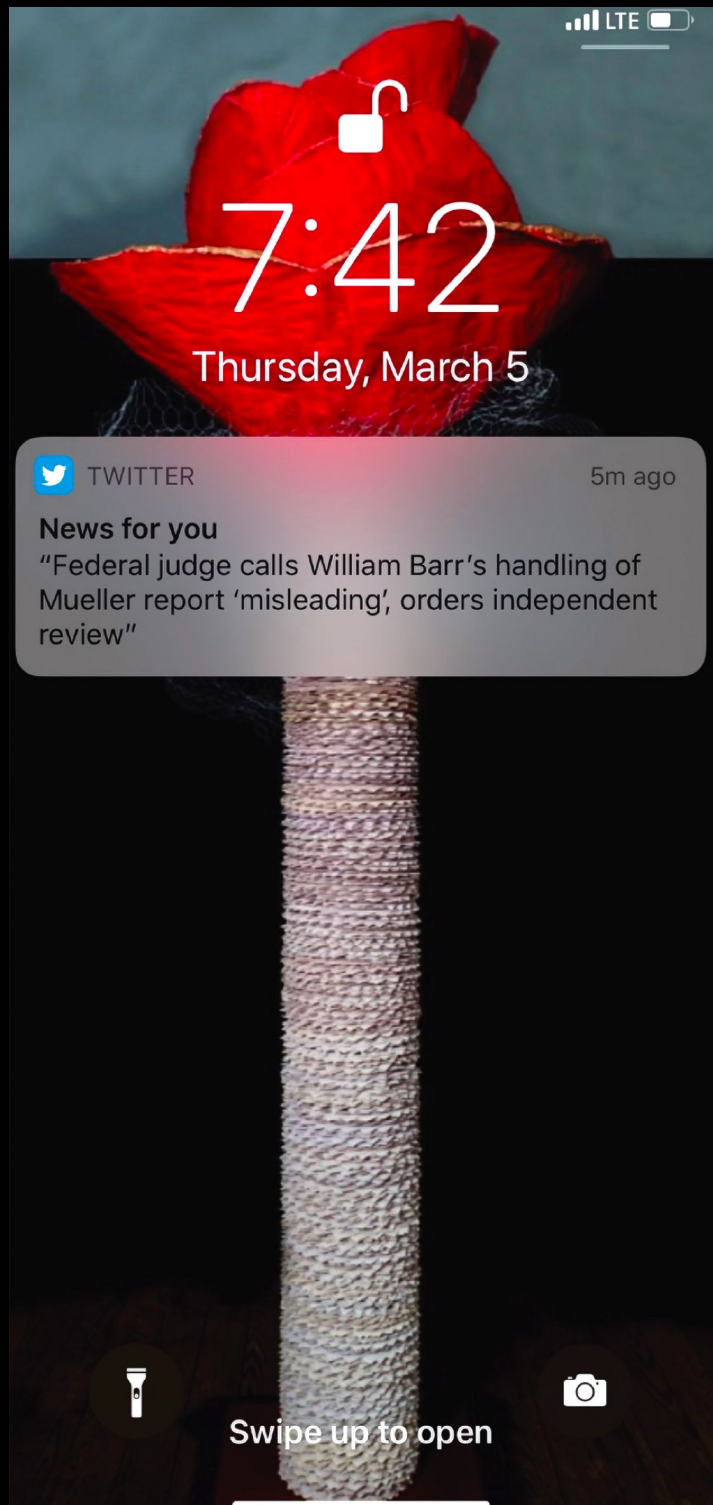 LTE
7:42
Thursday, March 5
TWITTER 5m ago
News for you
“Federal judge calls William Barr’s handling of
Mueller report ‘misleading’, orders independent
review”
Swipe up to open